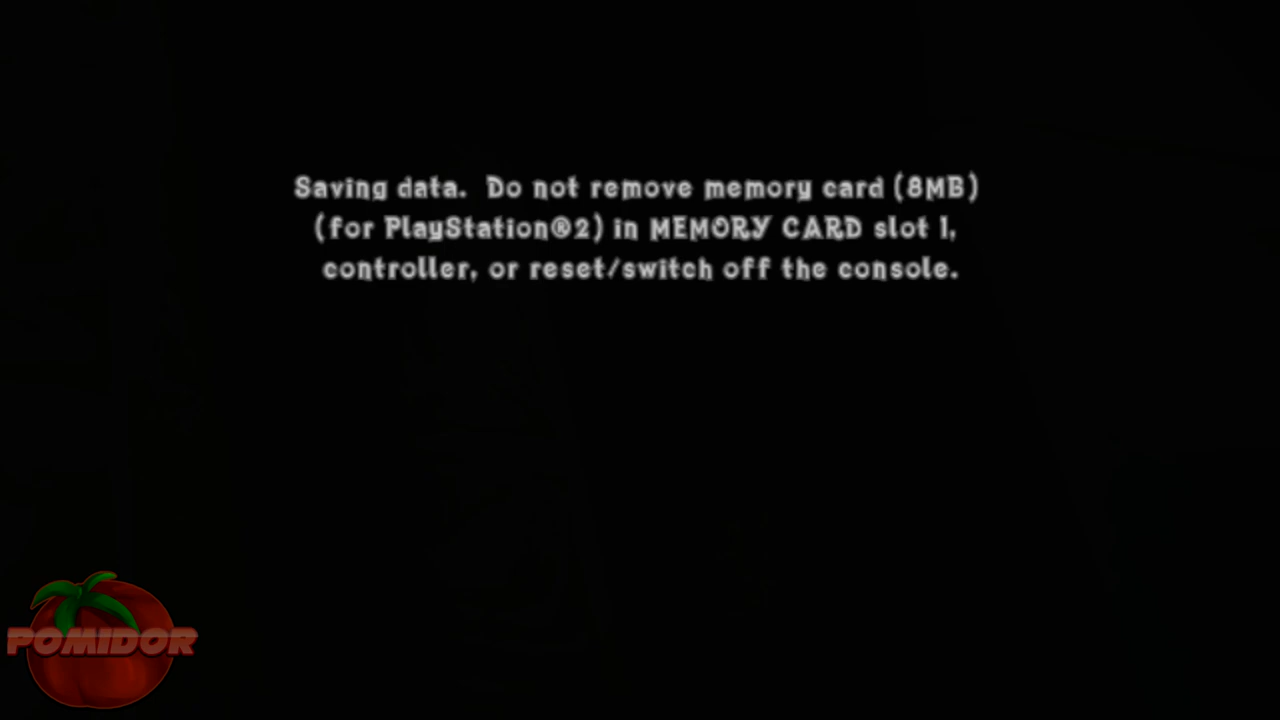 Saving data.  Do not remove memory card (8MB)
(for PlayStation®2) in MEMORY CARD slot 1,
controller, or reset/switch off the console.
POMIDOR